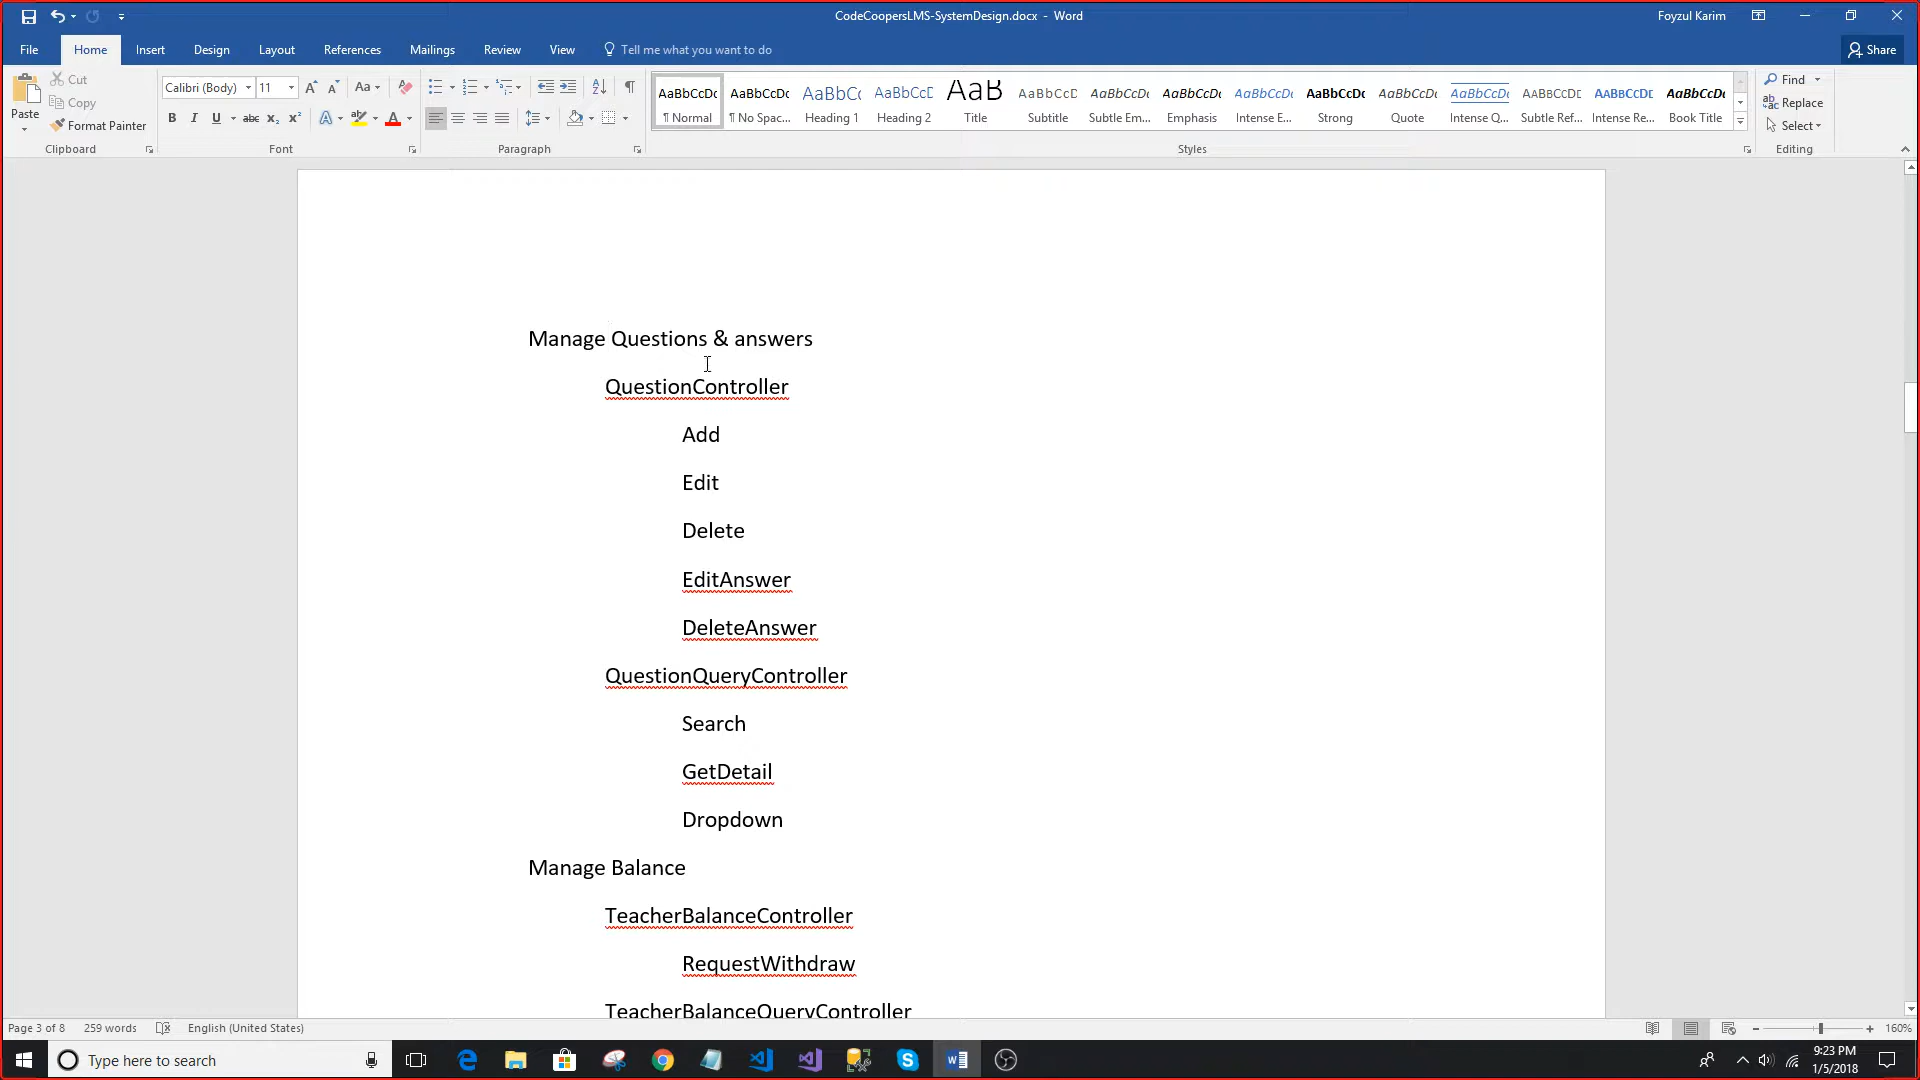 CodeCoopersLMS-SystemDesign.docx - Word
Foyzul Karim
File Home Insert Design Layout References Mailings Review View Tell me what you want to do
Share
Paste
Cut
Copy
Format Painter
Clipboard
Calibri (Body) 11
Font
Paragraph
AaBbCcDc ¶ Normal
AaBbCcDc ¶ No Spac...
AaBbCc Heading 1
AaBbCcD Heading 2
AaB Title
AaBbCcD Subtitle
AaBbCcDc Subtle Em...
AaBbCcDc Emphasis
AaBbCcDc Intense E...
AaBbCcDc Strong
AaBbCcDc Quote
AaBbCcDc Intense Q...
AaBbCcDc Subtle Ref...
AaBbCcDc Intense Re...
AaBbCcDc Book Title
Styles
Find
Replace
Select
Editing
Manage Questions & answers
QuestionController
Add
Edit
Delete
EditAnswer
DeleteAnswer
QuestionQueryController
Search
GetDetail
Dropdown
Manage Balance
TeacherBalanceController
RequestWithdraw
TeacherBalanceQueryController
Page 3 of 8 259 words English (United States)
160%
Type here to search
9:23 PM
1/5/2018